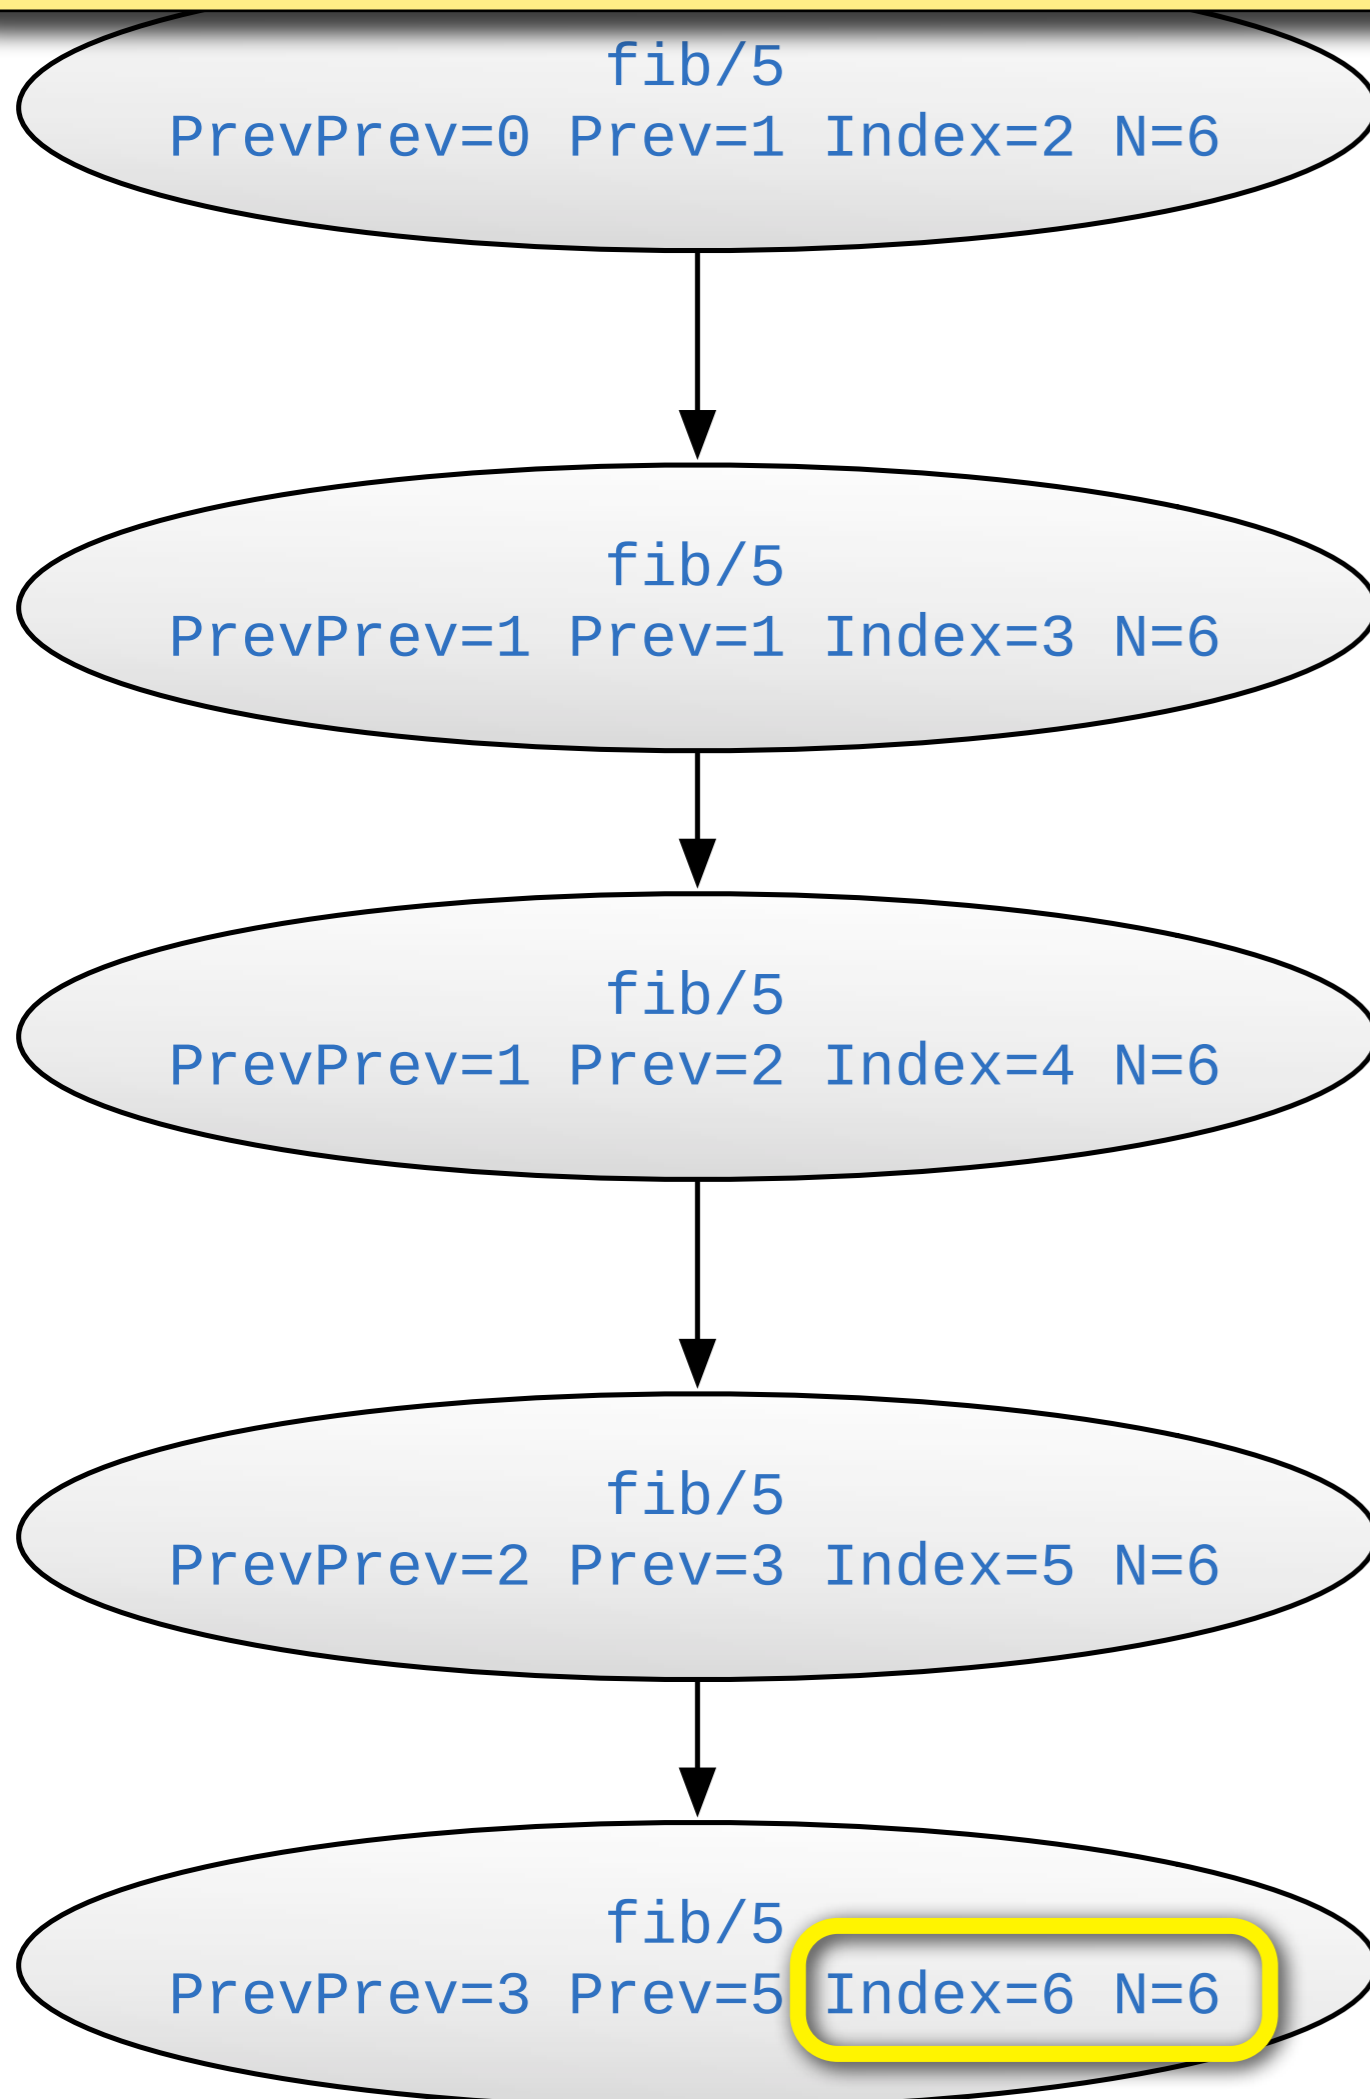 fib/5
PrevPrev=0 Prev=1 Index=2 N=6
fib/5
PrevPrev=1 Prev=1 Index=3 N=6
fib/5
PrevPrev=1 Prev=2 Index=4 N=6
fib/5
PrevPrev=2 Prev=3 Index=5 N=6
fib/5
PrevPrev=3 Prev=5 Index=6 N=6